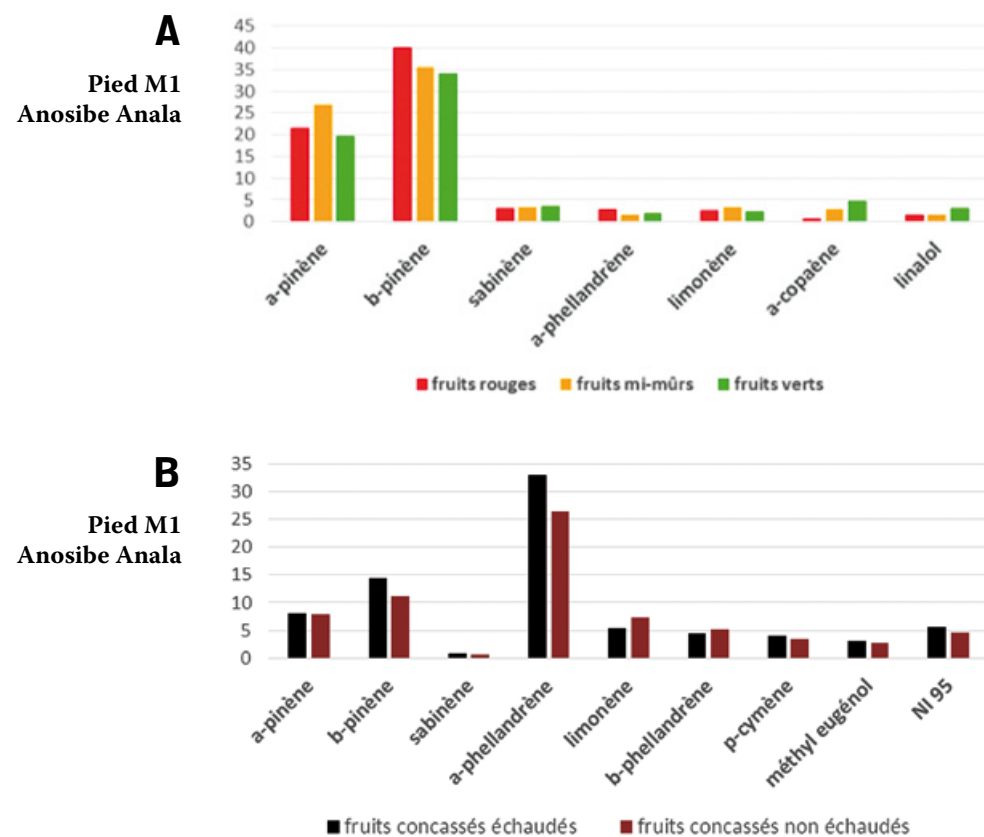 A
Pied M1
Anosibe Anala
45
40
35
30
25
20
15
10
5
0
a-pinène
b-pinène
sabinène
a-phellandrène
limonène
a-copaène
linalol
fruits rouges fruits mi-mûrs fruits verts
B
Pied M1
Anosibe Anala
35
30
25
20
15
10
5
0
a-pinène
b-pinène
sabinène
a-phellandrène
limonène
b-phellandrène
p-cymène
méthyl eugénol
NI 95
fruits concassés échaudés fruits concassés non échaudés